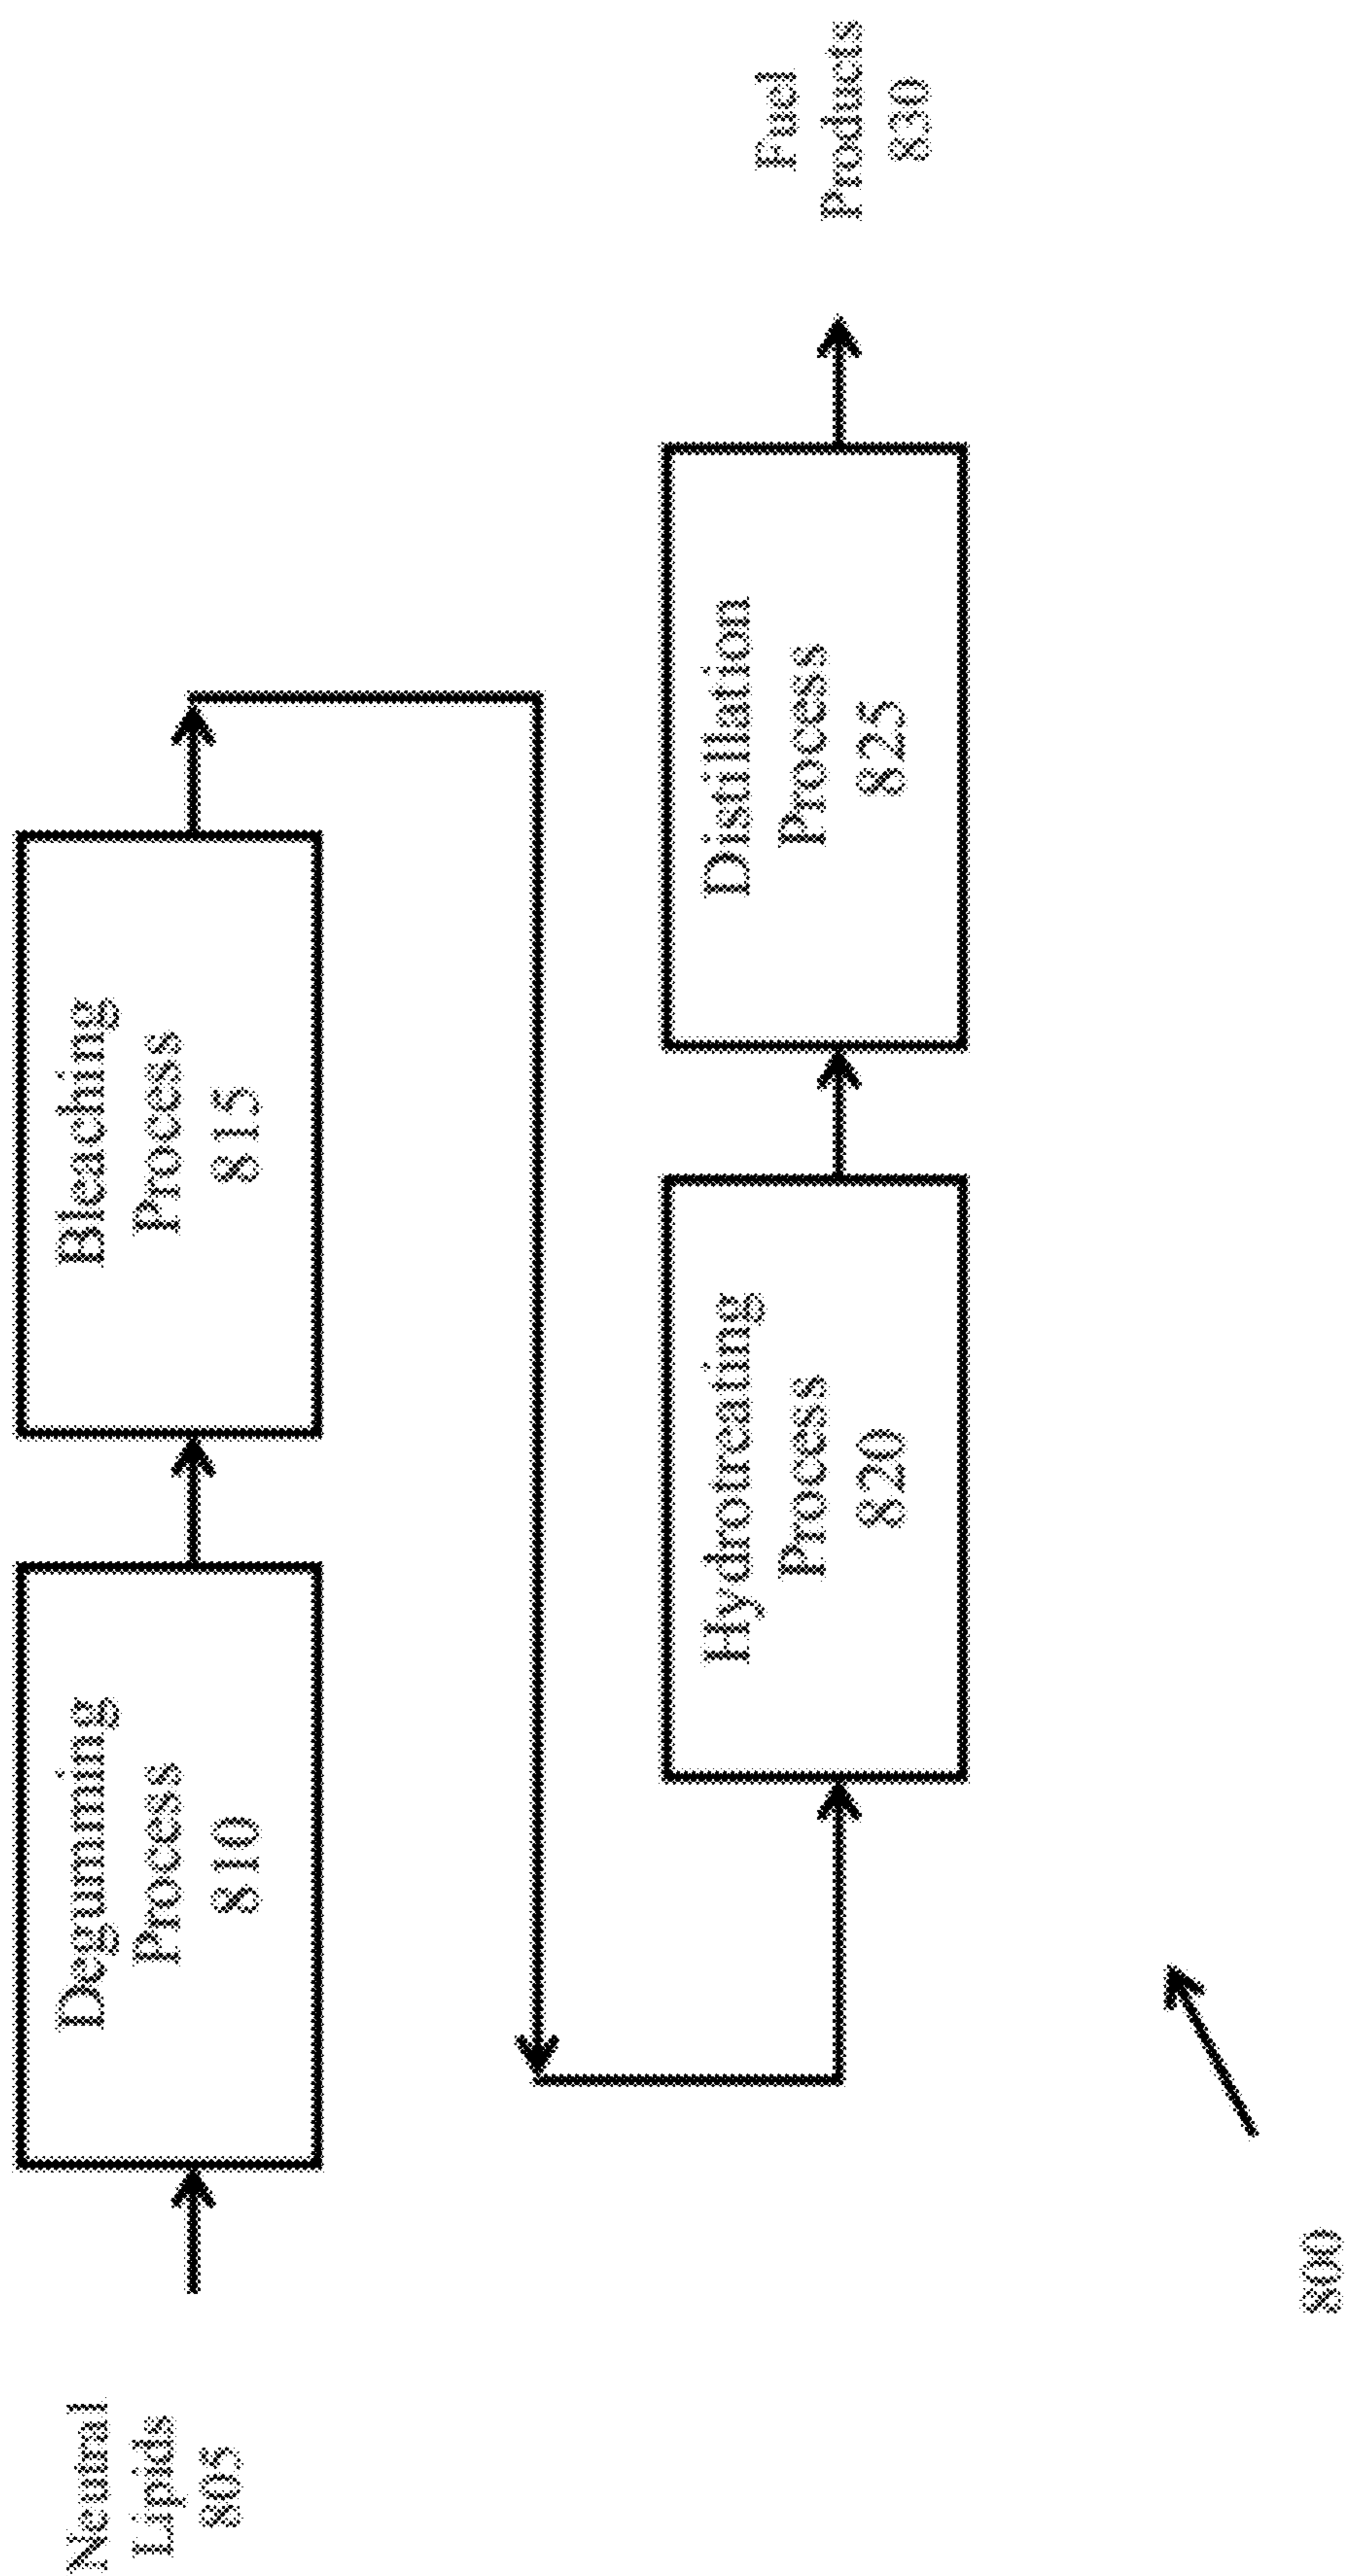 Neutral
Lipids
805
Degumming
Process
810
Bleaching
Process
815
Hydrotreating
Process
820
Distillation
Process
825
Fuel
Products
830
800